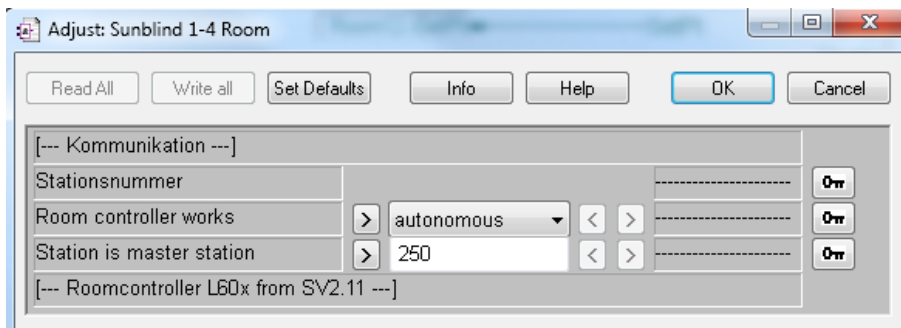 Adjust: Sunblind 1-4 Room
Read All Write all Set Defaults Info Help OK Cancel
[--- Kommunikation ---]
Stationsnummer ---------------------
Room controller works > autonomous < > ---------------------
Station is master station > 250 < > ---------------------
[--- Roomcontroller L60x from SV2.11 ---]